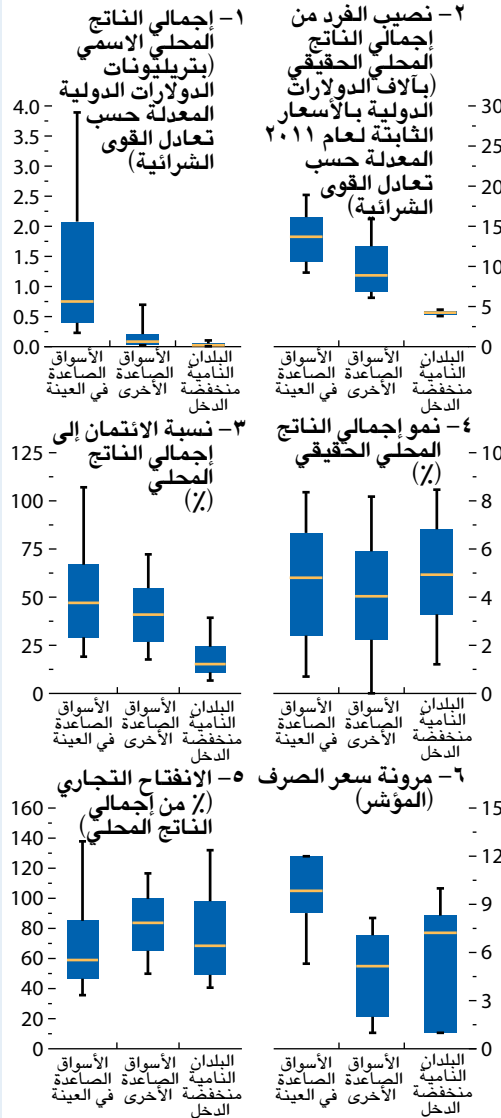 ١- إجمالي الناتج
المحلي الاسمي
(بتريليونات
الدولارات الدولية
المعدلة حسب
تعادل القوى
الشرائية)
4.0
3.5
3.0
2.5
2.0
1.5
1.0
0.5
0.0
الأسواق الصاعدة في العينة
الأسواق الصاعدة الأخرى
البلدان النامية منخفضة الدخل
٢- نصيب الفرد من
إجمالي الناتج
المحلي الحقيقي
(بآلاف الدولارات
الدولية بالأسعار
الثابتة لعام ٢٠١١
المعدلة حسب
تعادل القوى
الشرائية)
30
25
20
15
10
5
0
الأسواق الصاعدة في العينة
الأسواق الصاعدة الأخرى
البلدان النامية منخفضة الدخل
٣- نسبة الائتمان إلى
إجمالي الناتج
المحلي
(٪)
125
100
75
50
25
0
الأسواق الصاعدة في العينة
الأسواق الصاعدة الأخرى
البلدان النامية منخفضة الدخل
٤- نمو إجمالي الناتج
المحلي الحقيقي
(٪)
10
8
6
4
2
0
الأسواق الصاعدة في العينة
الأسواق الصاعدة الأخرى
البلدان النامية منخفضة الدخل
٥- الانفتاح التجاري
(٪ من إجمالي
الناتج المحلي)
160
140
120
100
80
60
40
20
0
الأسواق الصاعدة في العينة
الأسواق الصاعدة الأخرى
البلدان النامية منخفضة الدخل
٦- مرونة سعر الصرف
(المؤشر)
15
12
9
6
3
0
الأسواق الصاعدة في العينة
الأسواق الصاعدة الأخرى
البلدان النامية منخفضة الدخل